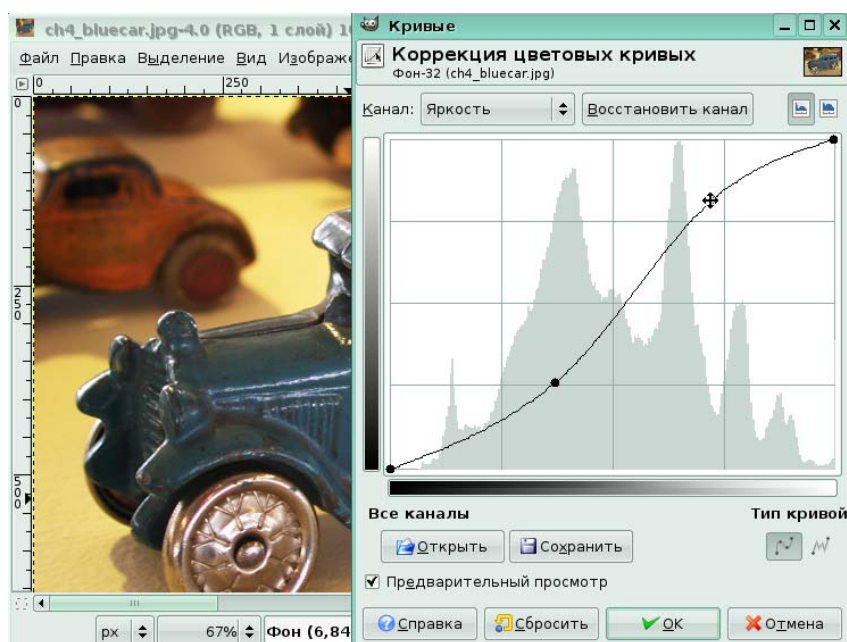 ch4_bluecar.jpg-4.0 (RGB, 1 слой) 1
Файл Правка Выделение Вид Изображе
0 250
0
250
500
px 67% Фон (6,84
Кривые
Коррекция цветовых кривых
Фон-32 (ch4_bluecar.jpg)
Канал: Яркость Восстановить канал
Все каналы Тип кривой
Открыть Сохранить
Предварительный просмотр
Справка Сбросить OK Отмена